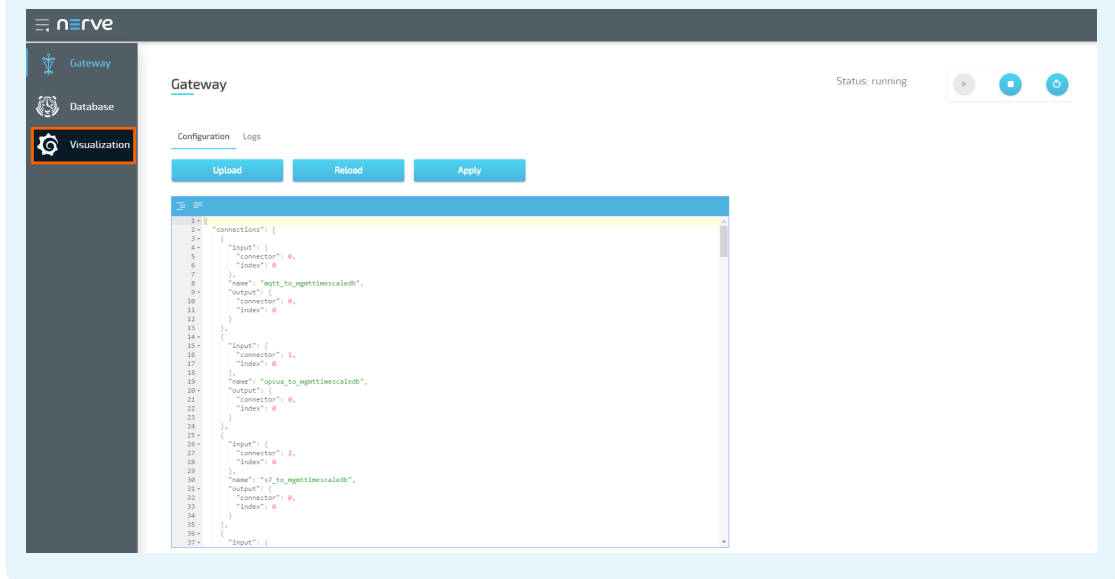 nerve
Gateway
Database
Visualization
Gateway
Status: running
Configuration Logs
Upload Reload Apply
1 {
2 "connections": [
3 {
4 "input": {
5 "connector": 0,
6 "index": 0
7 },
8 "name": "mqtt_to_mgmttimescaledb",
9 "output": {
10 "connector": 0,
11 "index": 0
12 }
13 },
14 {
15 "input": {
16 "connector": 1,
17 "index": 0
18 },
19 "name": "opcua_to_mgmttimescaledb",
20 "output": {
21 "connector": 0,
22 "index": 0
23 }
24 },
25 {
26 "input": {
27 "connector": 2,
28 "index": 0
29 },
30 "name": "s7_to_mgmttimescaledb",
31 "output": {
32 "connector": 0,
33 "index": 0
34 }
35 },
36 {
37 "input": {